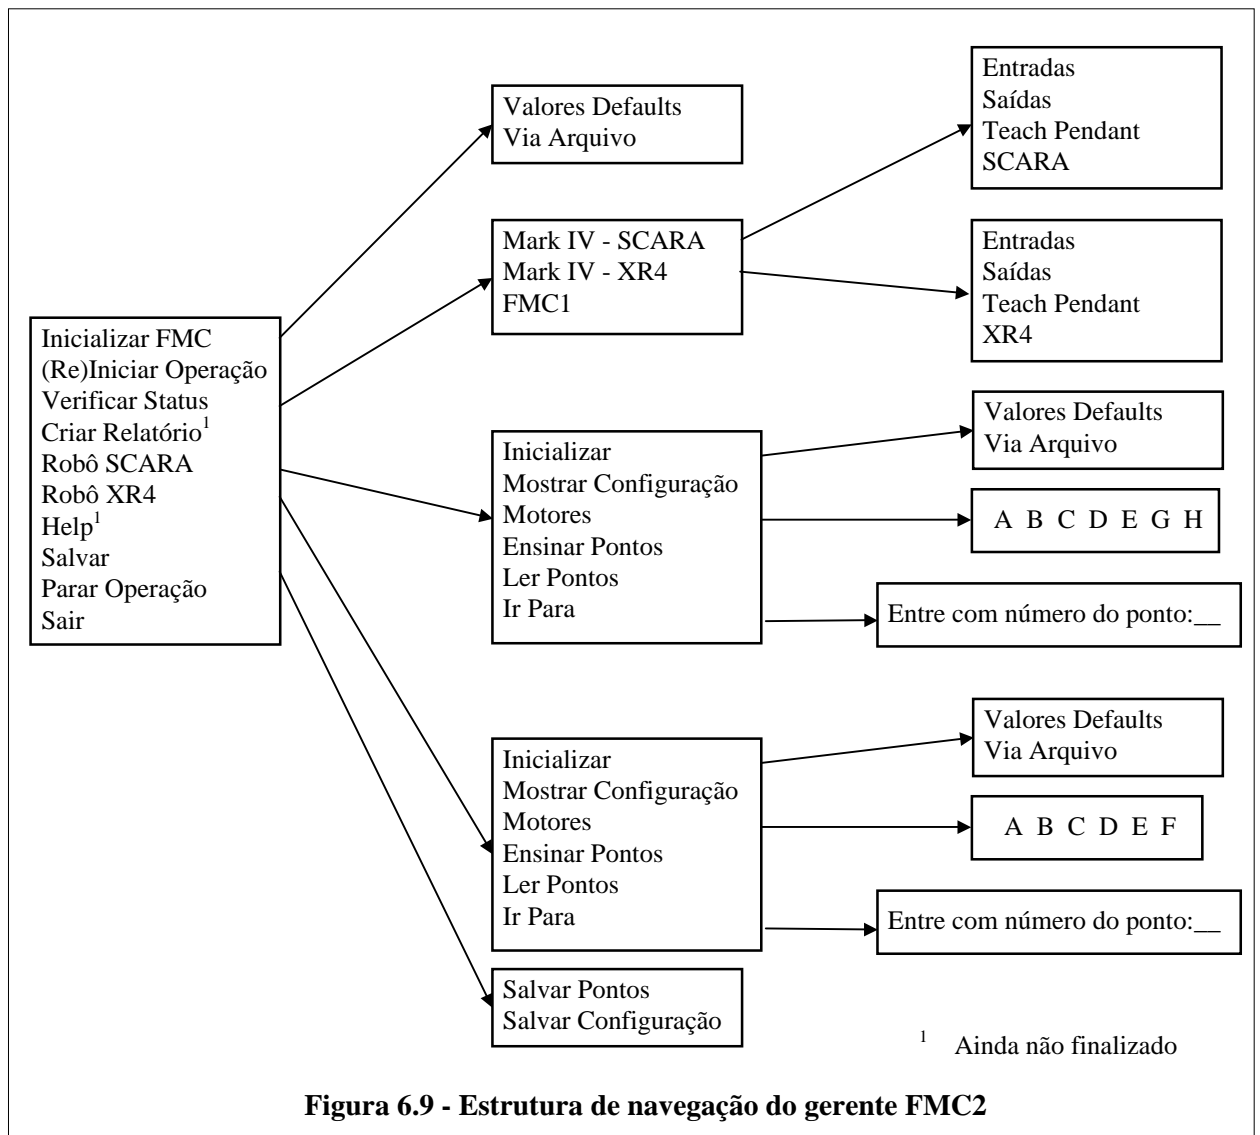 Inicializar FMC
(Re)Iniciar Operação
Verificar Status
Criar Relatório¹
Robô SCARA
Robô XR4
Help¹
Salvar
Parar Operação
Sair
Valores Defaults
Via Arquivo
Mark IV - SCARA
Mark IV - XR4
FMC1
Entradas
Saídas
Teach Pendant
SCARA
Entradas
Saídas
Teach Pendant
XR4
Inicializar
Mostrar Configuração
Motores
Ensinar Pontos
Ler Pontos
Ir Para
Valores Defaults
Via Arquivo
A B C D E G H
Entre com número do ponto:__
Inicializar
Mostrar Configuração
Motores
Ensinar Pontos
Ler Pontos
Ir Para
Valores Defaults
Via Arquivo
A B C D E F
Entre com número do ponto:__
Salvar Pontos
Salvar Configuração
¹ Ainda não finalizado
Figura 6.9 - Estrutura de navegação do gerente FMC2